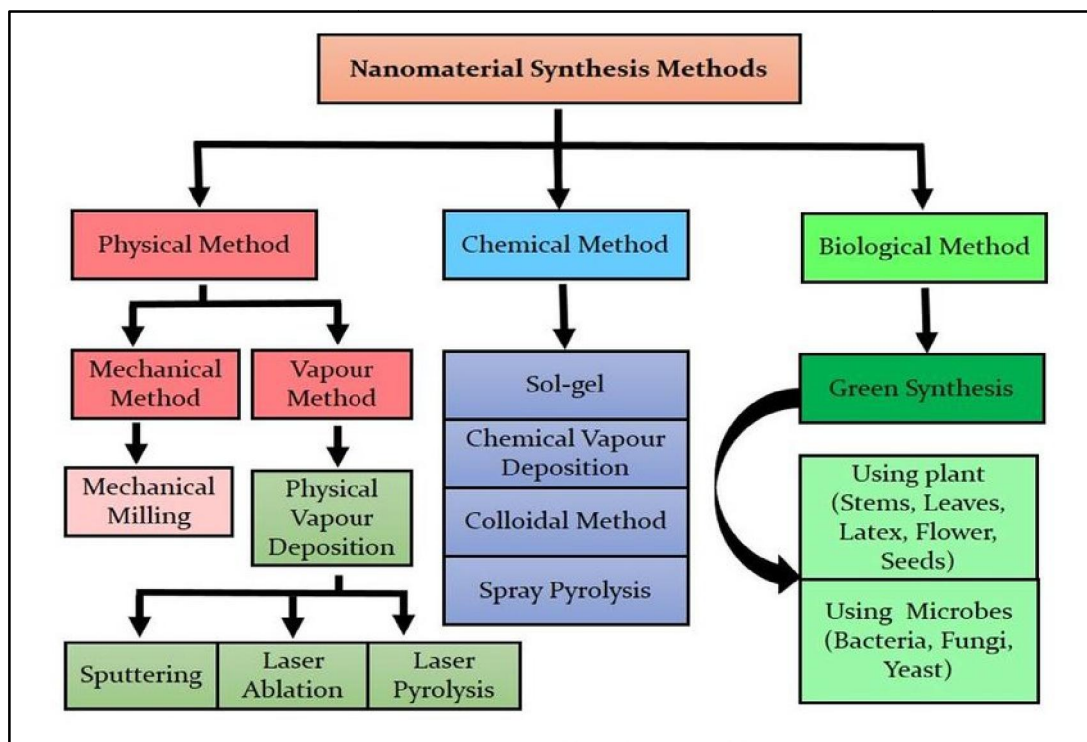 Nanomaterial Synthesis Methods
Physical Method
Chemical Method
Biological Method
Mechanical
Method
Vapour
Method
Mechanical
Milling
Physical
Vapour
Deposition
Sputtering
Laser
Ablation
Laser
Pyrolysis
Sol-gel
Chemical Vapour
Deposition
Colloidal Method
Spray Pyrolysis
Green Synthesis
Using plant
(Stems, Leaves,
Latex, Flower,
Seeds)
Using Microbes
(Bacteria, Fungi,
Yeast)